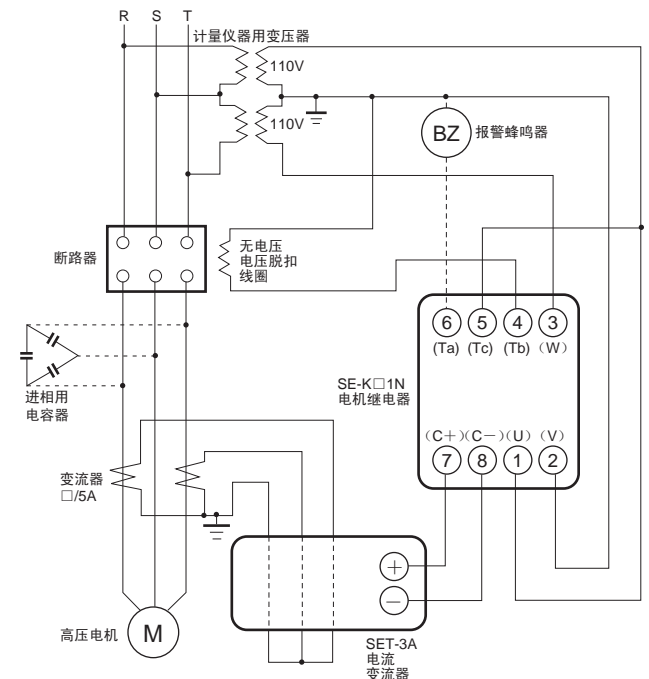 R S T
计量仪器用变压器
110V
110V
BZ 报警蜂鸣器
断路器
无电压
电压脱扣
线圈
6 5 4 3
(Ta) (Tc) (Tb) (W)
SE-K□1N
电机继电器
进相用
电容器
(C+)(C-)(U) (V)
7 8 1 2
变流器
□/5A
+
-
高压电机 M
SET-3A
电流
变流器